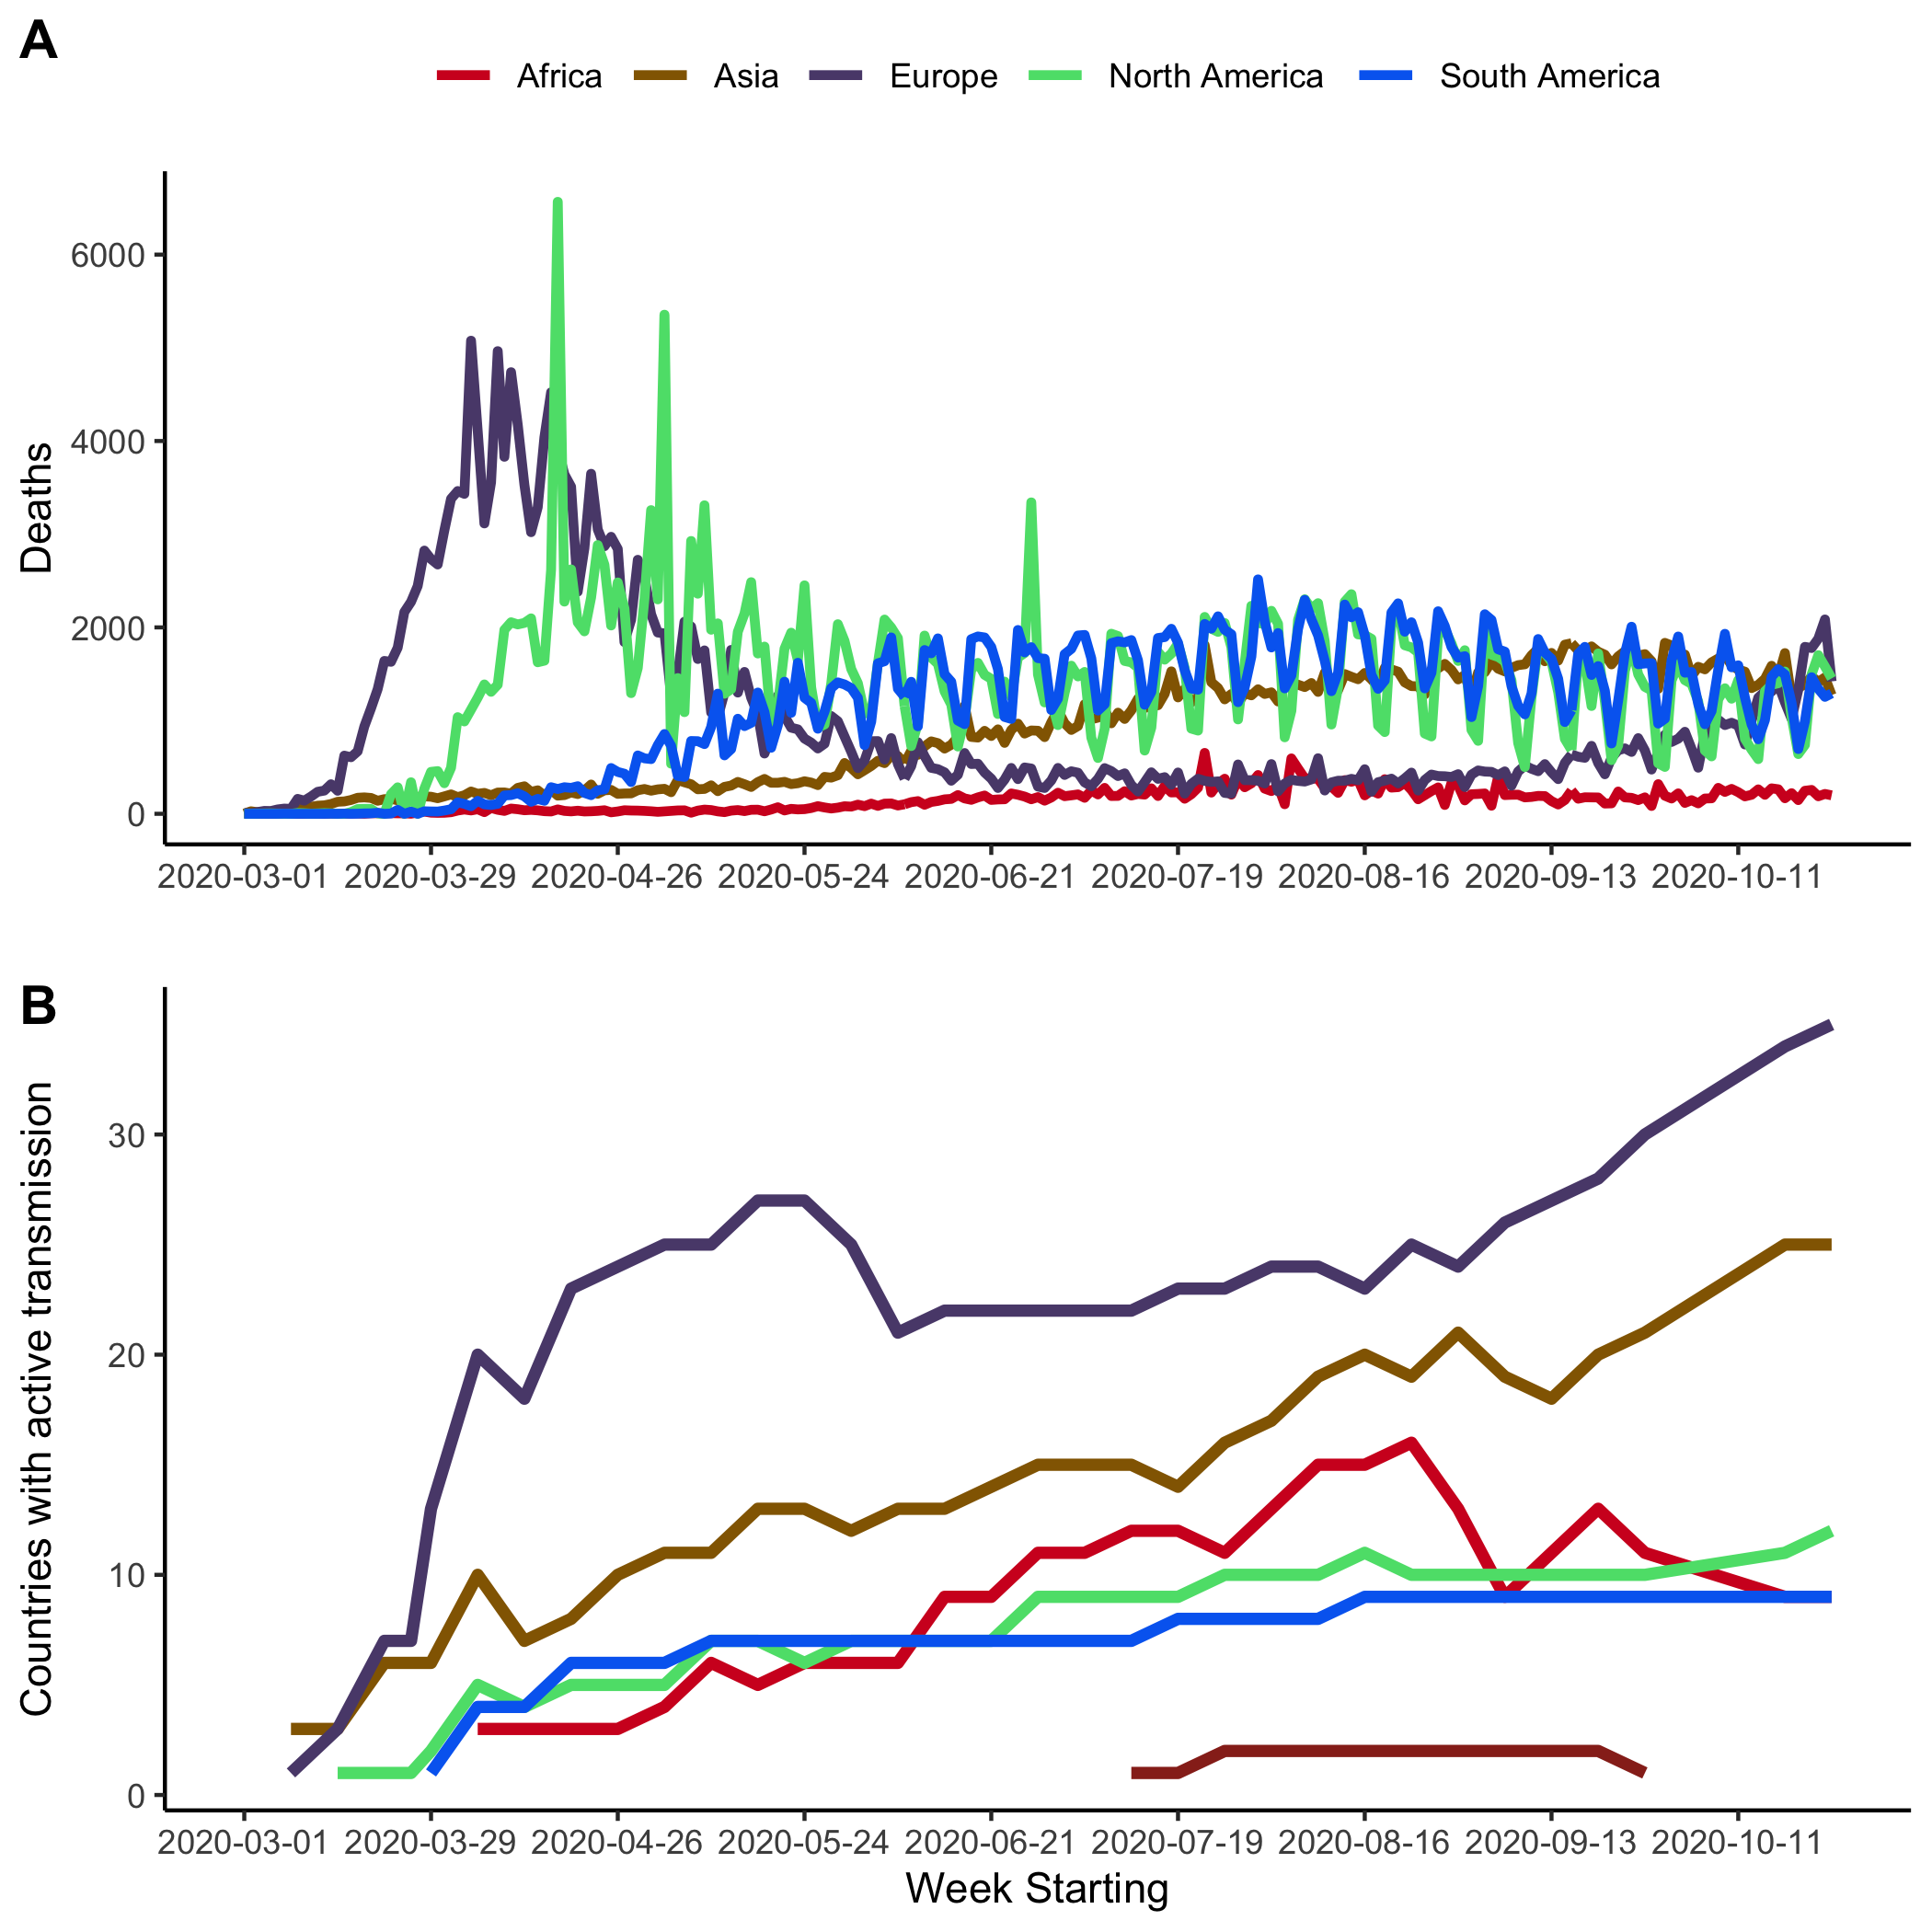 A
Africa Asia Europe North America South America
Deaths
6000
4000
2000
0
2020-03-01 2020-03-29 2020-04-26 2020-05-24 2020-06-21 2020-07-19 2020-08-16 2020-09-13 2020-10-11
B
Countries with active transmission
30
20
10
0
2020-03-01 2020-03-29 2020-04-26 2020-05-24 2020-06-21 2020-07-19 2020-08-16 2020-09-13 2020-10-11
Week Starting